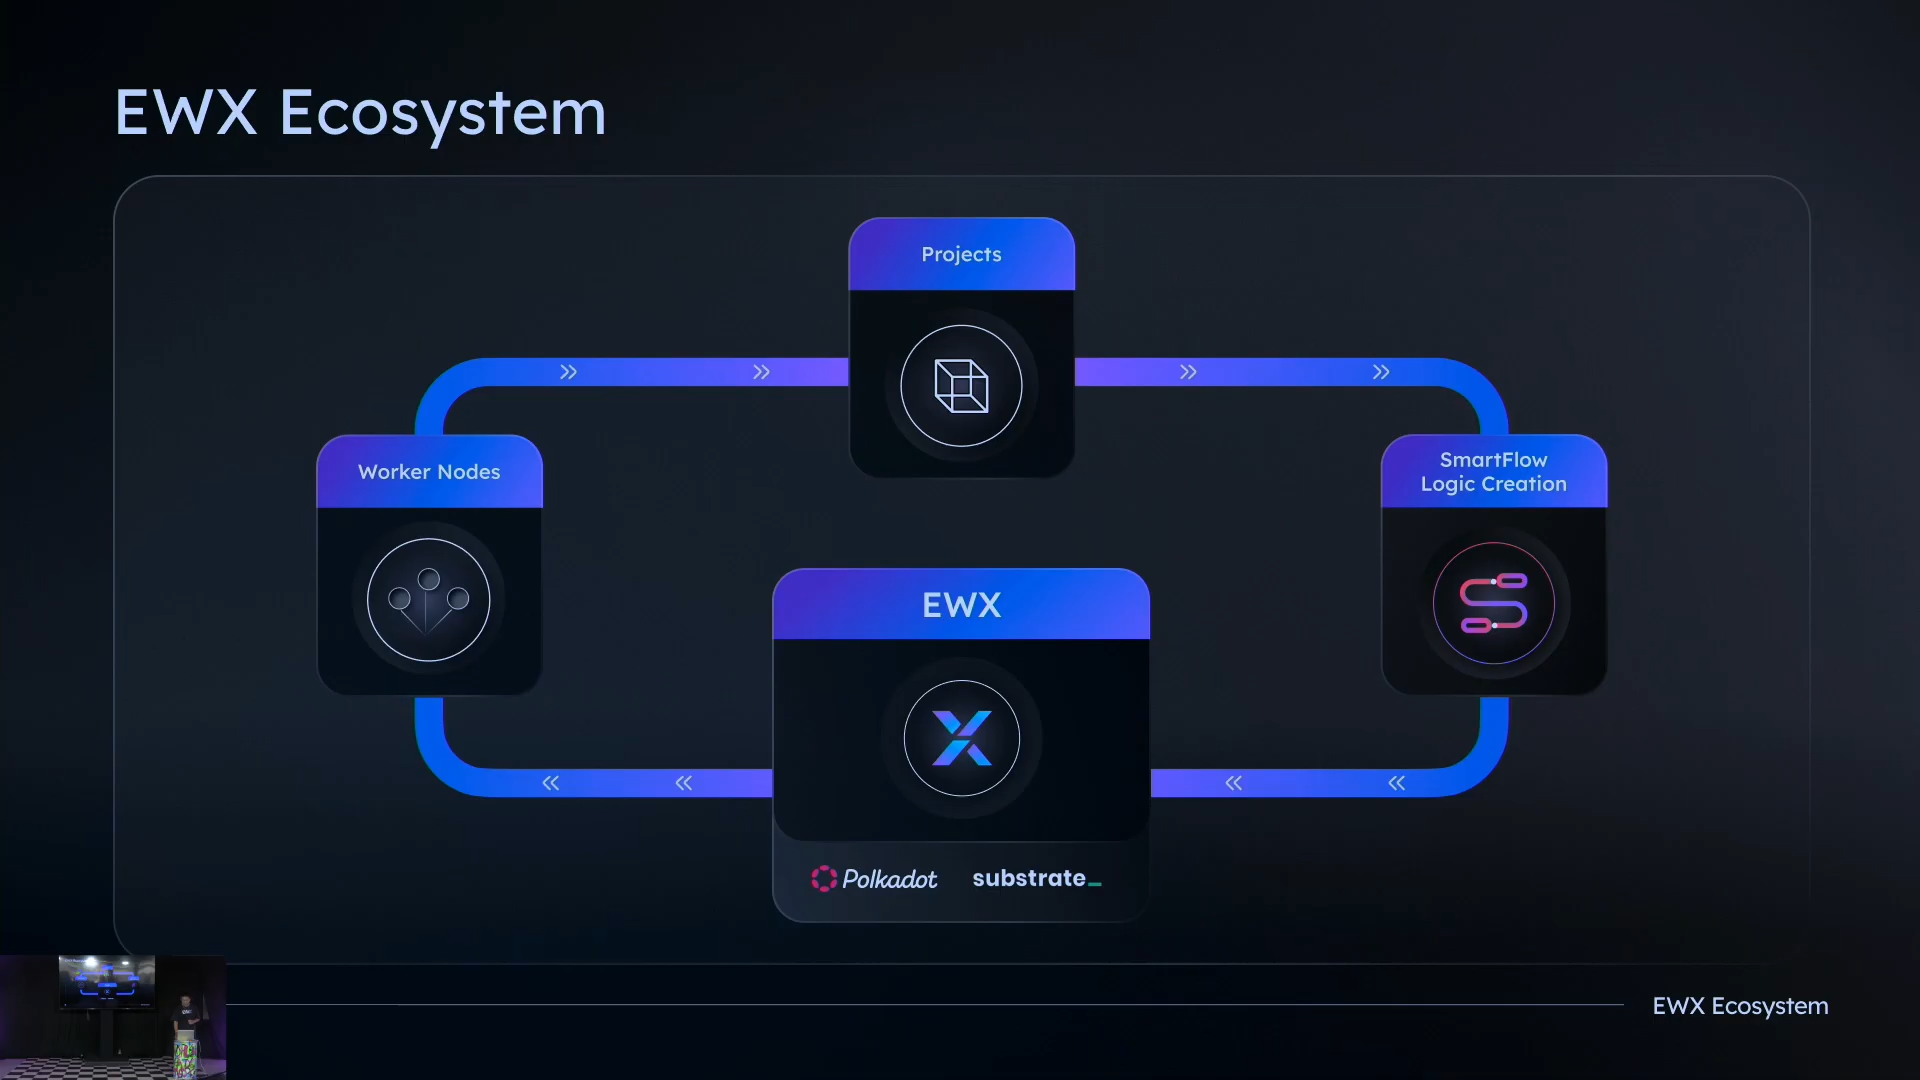 EWX Ecosystem
Projects
Worker Nodes
SmartFlow
Logic Creation
EWX
Polkadot
substrate_
EWX Ecosystem